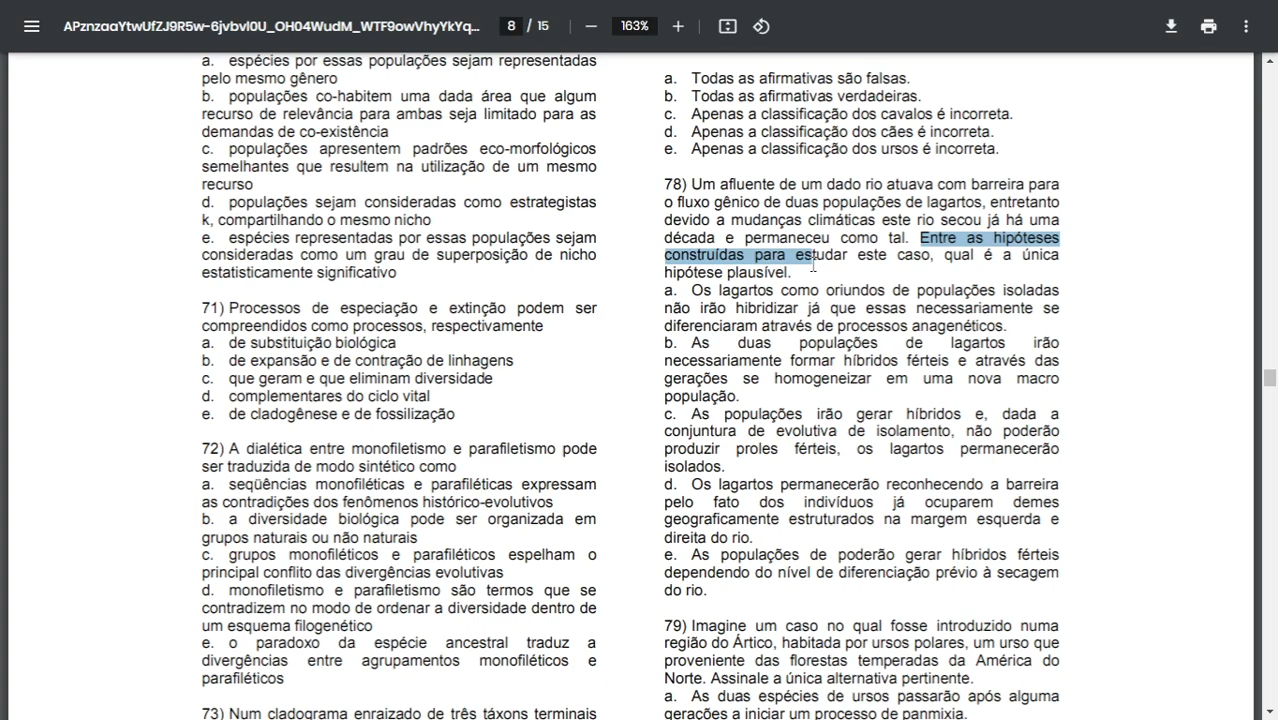 APznzaaYtwUfZJ9R5w-6jvbvl0U_OH04WudM_WTF9owVhyYkYq...
8 / 15
163%
a. espécies por essas populações sejam representadas
pelo mesmo gênero
b. populações co-habitem uma dada área que algum
recurso de relevância para ambas seja limitado para as
demandas de co-existência
c. populações apresentem padrões eco-morfológicos
semelhantes que resultem na utilização de um mesmo
recurso
d. populações sejam consideradas como estrategistas
k, compartilhando o mesmo nicho
e. espécies representadas por essas populações sejam
consideradas como um grau de superposição de nicho
estatisticamente significativo
71) Processos de especiação e extinção podem ser
compreendidos como processos, respectivamente
a. de substituição biológica
b. de expansão e de contração de linhagens
c. que geram e que eliminam diversidade
d. complementares do ciclo vital
e. de cladogênese e de fossilização
72) A dialética entre monofiletismo e parafiletismo pode
ser traduzida de modo sintético como
a. seqüências monofiléticas e parafiléticas expressam
as contradições dos fenômenos histórico-evolutivos
b. a diversidade biológica pode ser organizada em
grupos naturais ou não naturais
c. grupos monofiléticos e parafiléticos espelham o
principal conflito das divergências evolutivas
d. monofiletismo e parafiletismo são termos que se
contradizem no modo de ordenar a diversidade dentro de
um esquema filogenético
e. o paradoxo da espécie ancestral traduz a
divergências entre agrupamentos monofiléticos e
parafiléticos
73) Num cladograma enraizado de três táxons terminais
a. Todas as afirmativas são falsas.
b. Todas as afirmativas verdadeiras.
c. Apenas a classificação dos cavalos é incorreta.
d. Apenas a classificação dos cães é incorreta.
e. Apenas a classificação dos ursos é incorreta.
78) Um afluente de um dado rio atuava com barreira para
o fluxo gênico de duas populações de lagartos, entretanto
devido a mudanças climáticas este rio secou já há uma
década e permaneceu como tal. Entre as hipóteses
construídas para estudar este caso, qual é a única
hipótese plausível.
a. Os lagartos como oriundos de populações isoladas
não irão hibridizar já que essas necessariamente se
diferenciaram através de processos anagenéticos.
b. As duas populações de lagartos irão
necessariamente formar híbridos férteis e através das
gerações se homogeneizar em uma nova macro
população.
c. As populações irão gerar híbridos e, dada a
conjuntura de evolutiva de isolamento, não poderão
produzir proles férteis, os lagartos permanecerão
isolados.
d. Os lagartos permanecerão reconhecendo a barreira
pelo fato dos indivíduos já ocuparem demes
geograficamente estruturados na margem esquerda e
direita do rio.
e. As populações de poderão gerar híbridos férteis
dependendo do nível de diferenciação prévio à secagem
do rio.
79) Imagine um caso no qual fosse introduzido numa
região do Ártico, habitada por ursos polares, um urso que
proveniente das florestas temperadas da América do
Norte. Assinale a única alternativa pertinente.
a. As duas espécies de ursos passarão após alguma
gerações a iniciar um processo de panmixia.